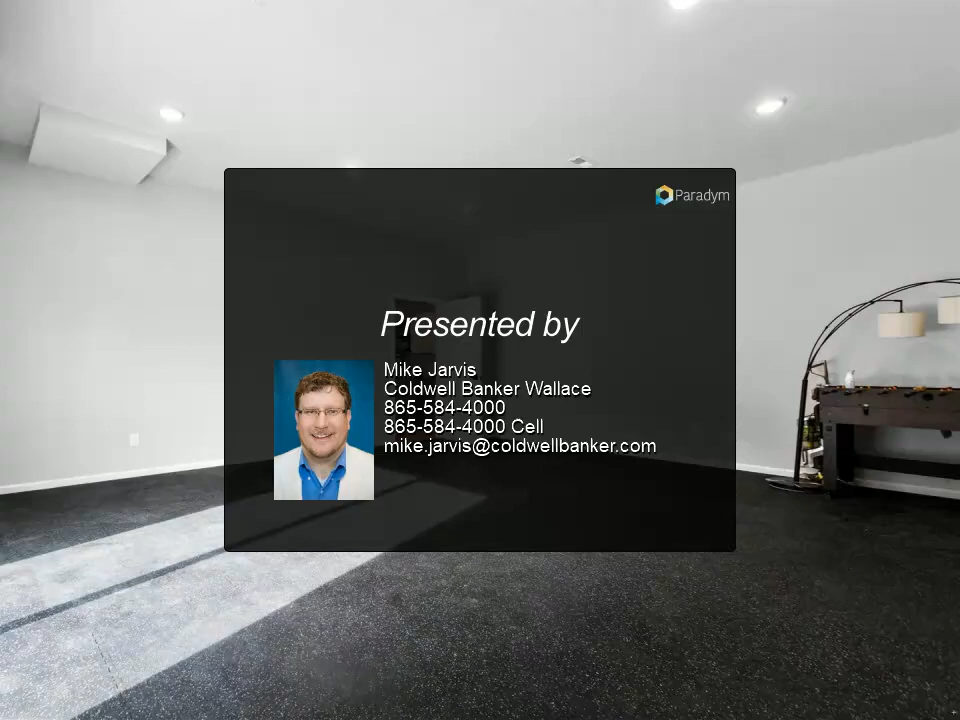 Paradym
Presented by
Mike Jarvis
Coldwell Banker Wallace
865-584-4000
865-584-4000 Cell
mike.jarvis@coldwellbanker.com